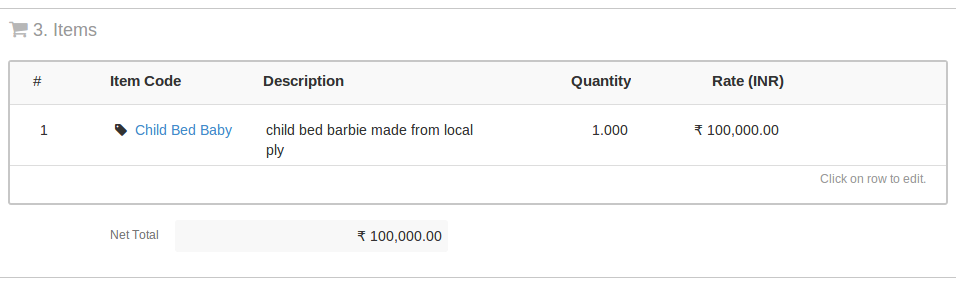 3. Items
# Item Code Description Quantity Rate (INR)
1 Child Bed Baby child bed barbie made from local 1.000 ₹ 100,000.00
ply
Click on row to edit.
Net Total ₹ 100,000.00